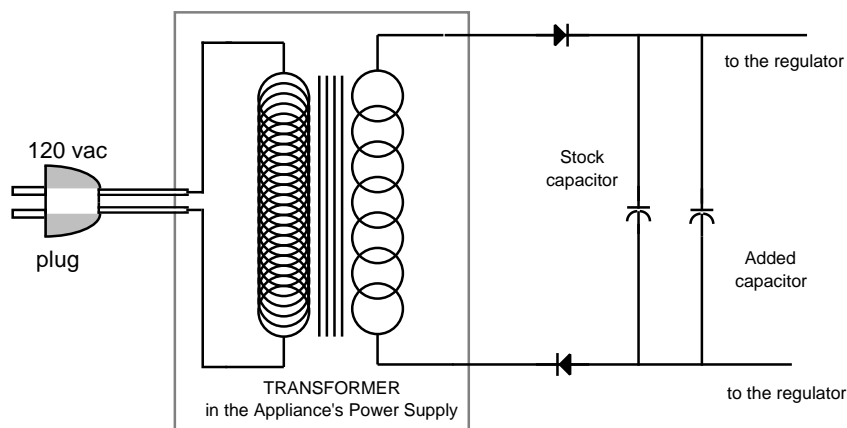 to the regulator
120 vac
plug
Stock
capacitor
Added
capacitor
TRANSFORMER
in the Appliance's Power Supply
to the regulator